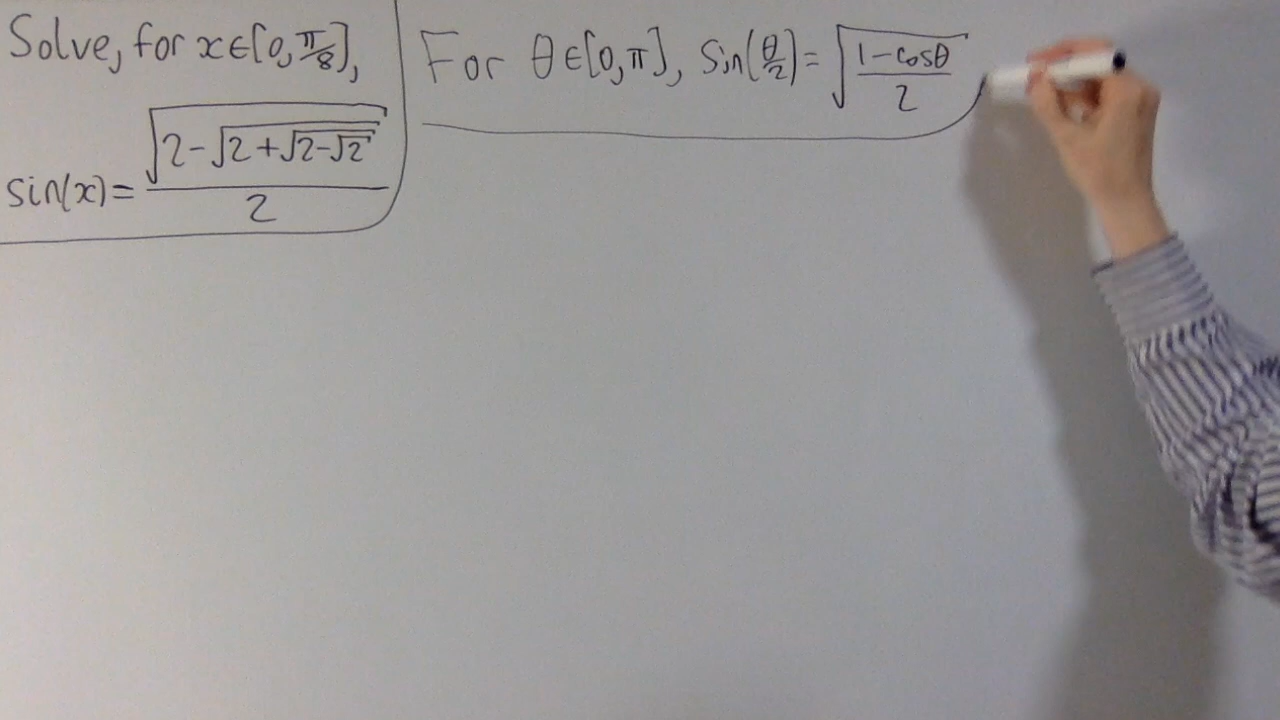 Solve, for x∈[0, π/8],
sin(x) = √(2-√(2+√(2-√2)))/2
For θ∈[0,π], Sin(θ/2) = √((1-cosθ)/2)